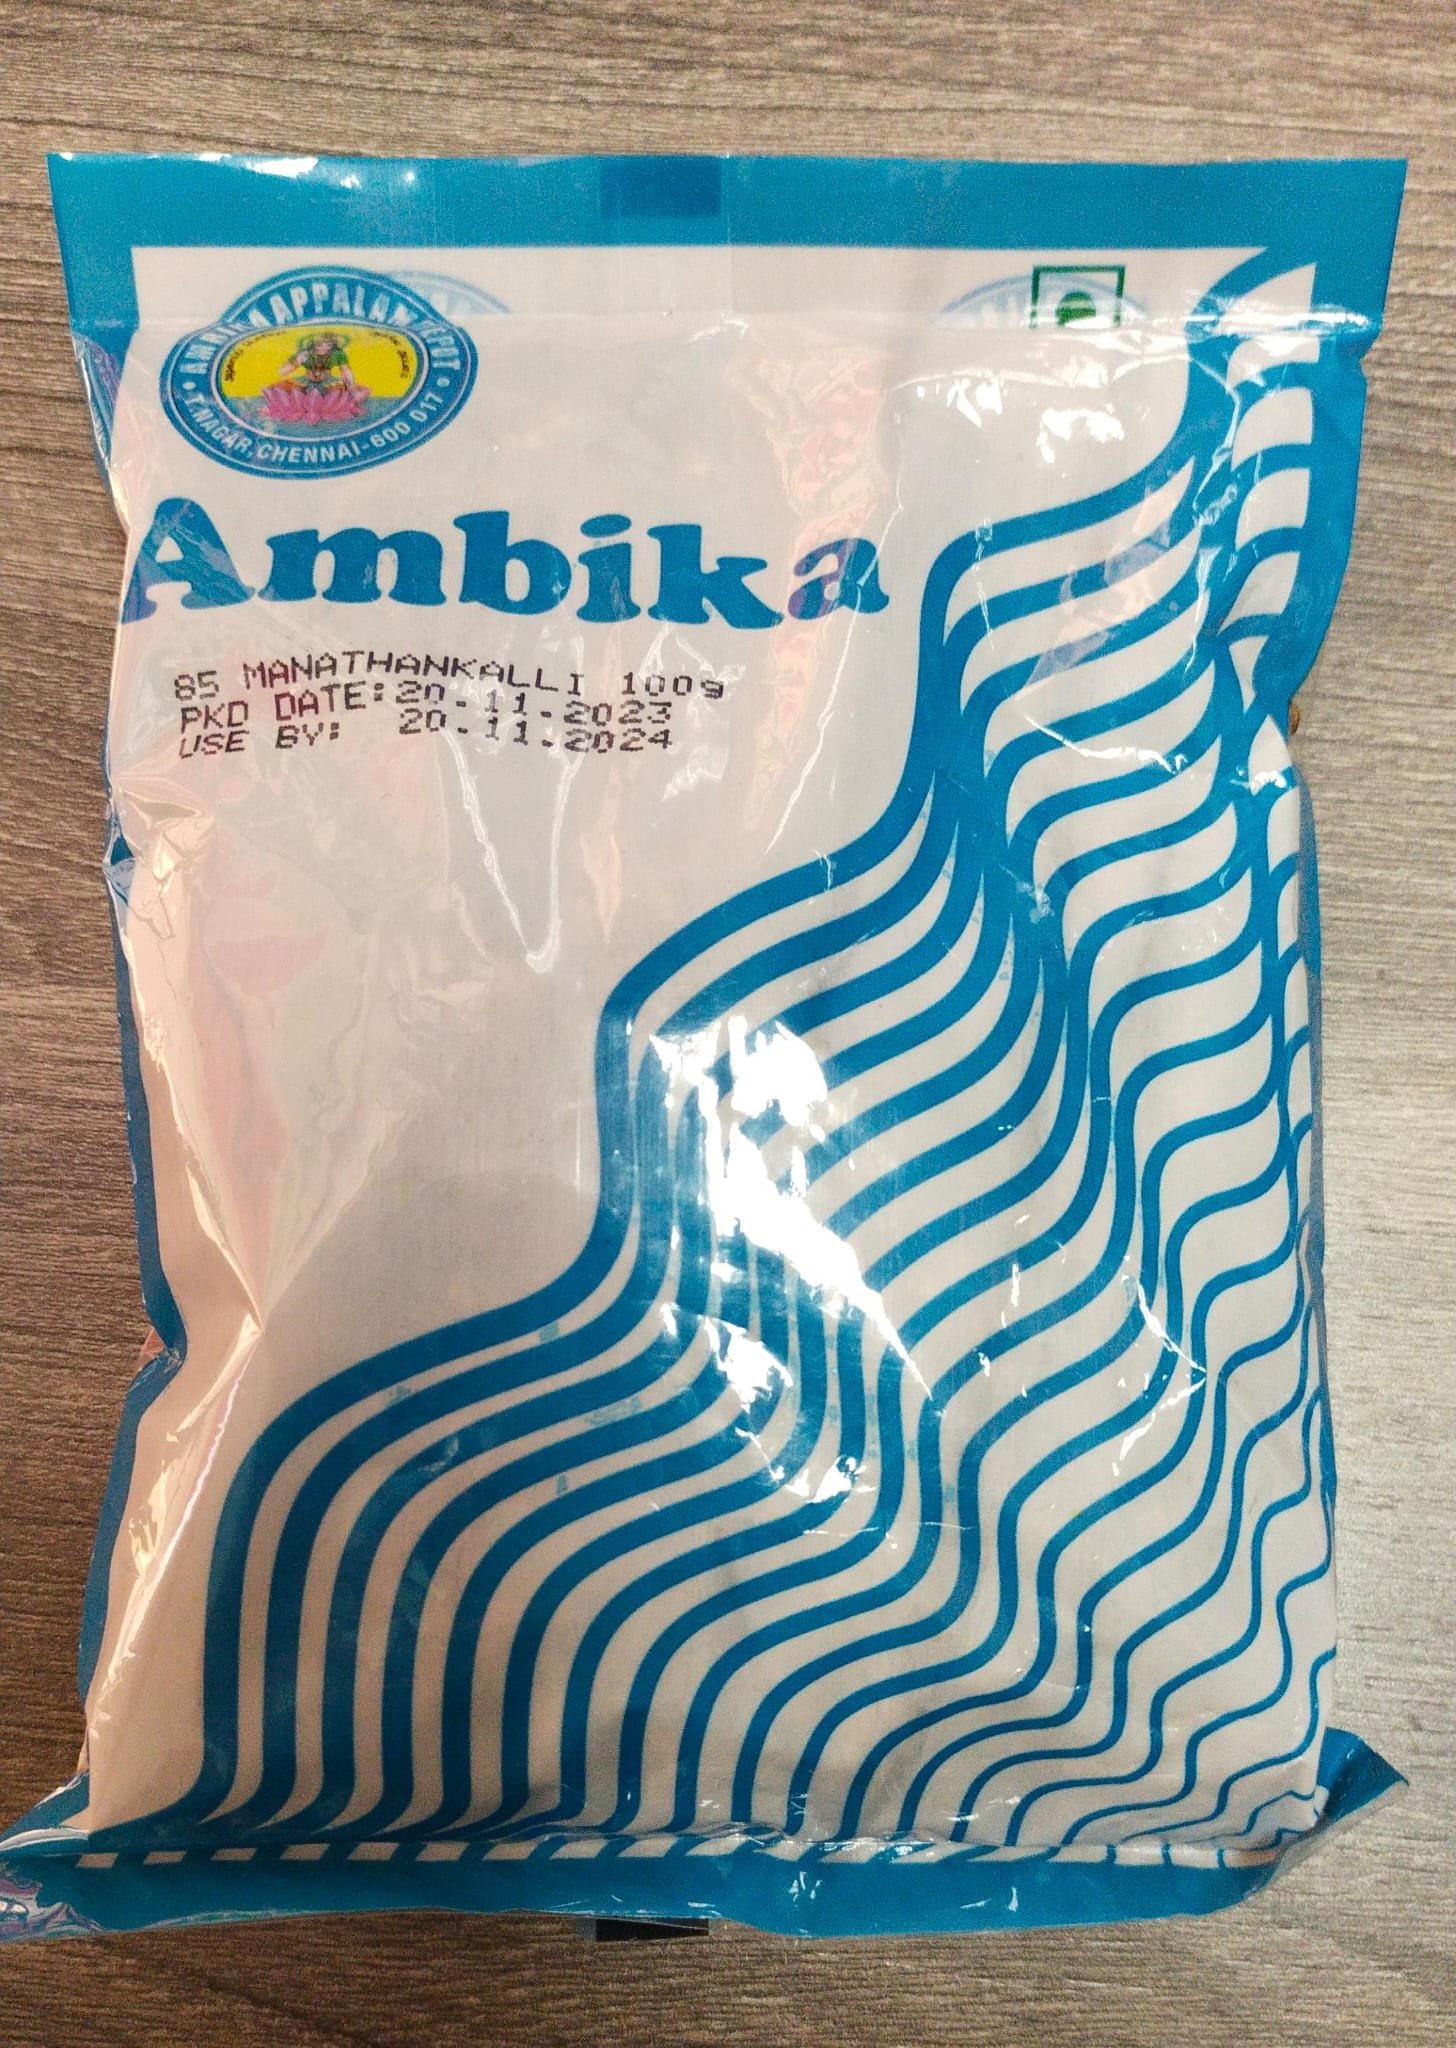 AMBIKA APPALAM DEPOT
T.NAGAR, CHENNAI-600 017
Ambika
85 MANATHANKALLI 100g
PKD DATE:20.11.2023
USE BY: 20.11.2024